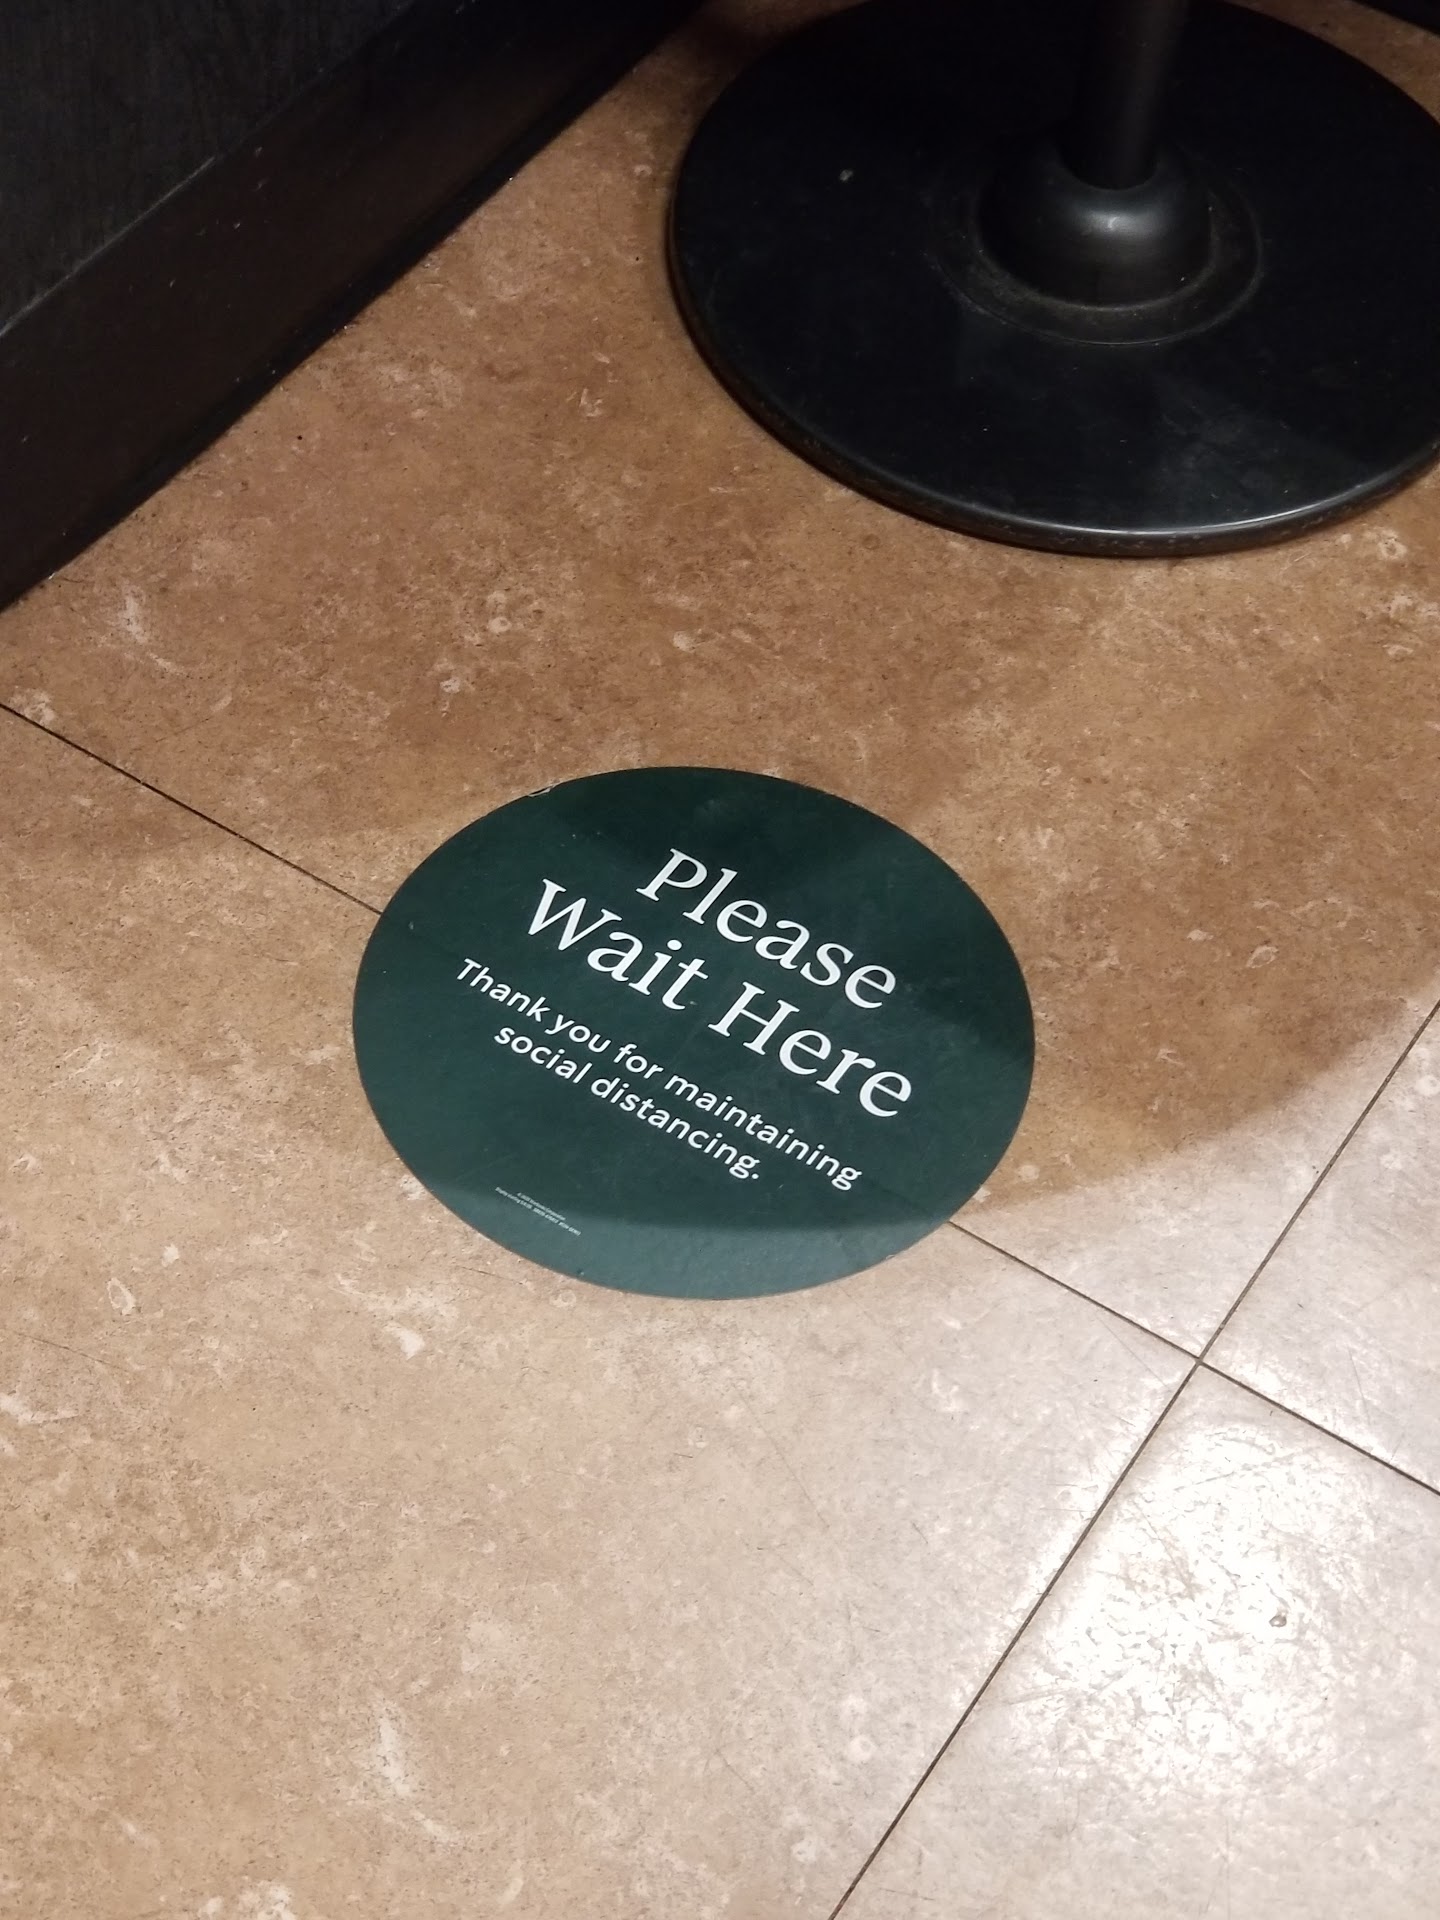 Please
Wait Here
Thank you for maintaining
social distancing.